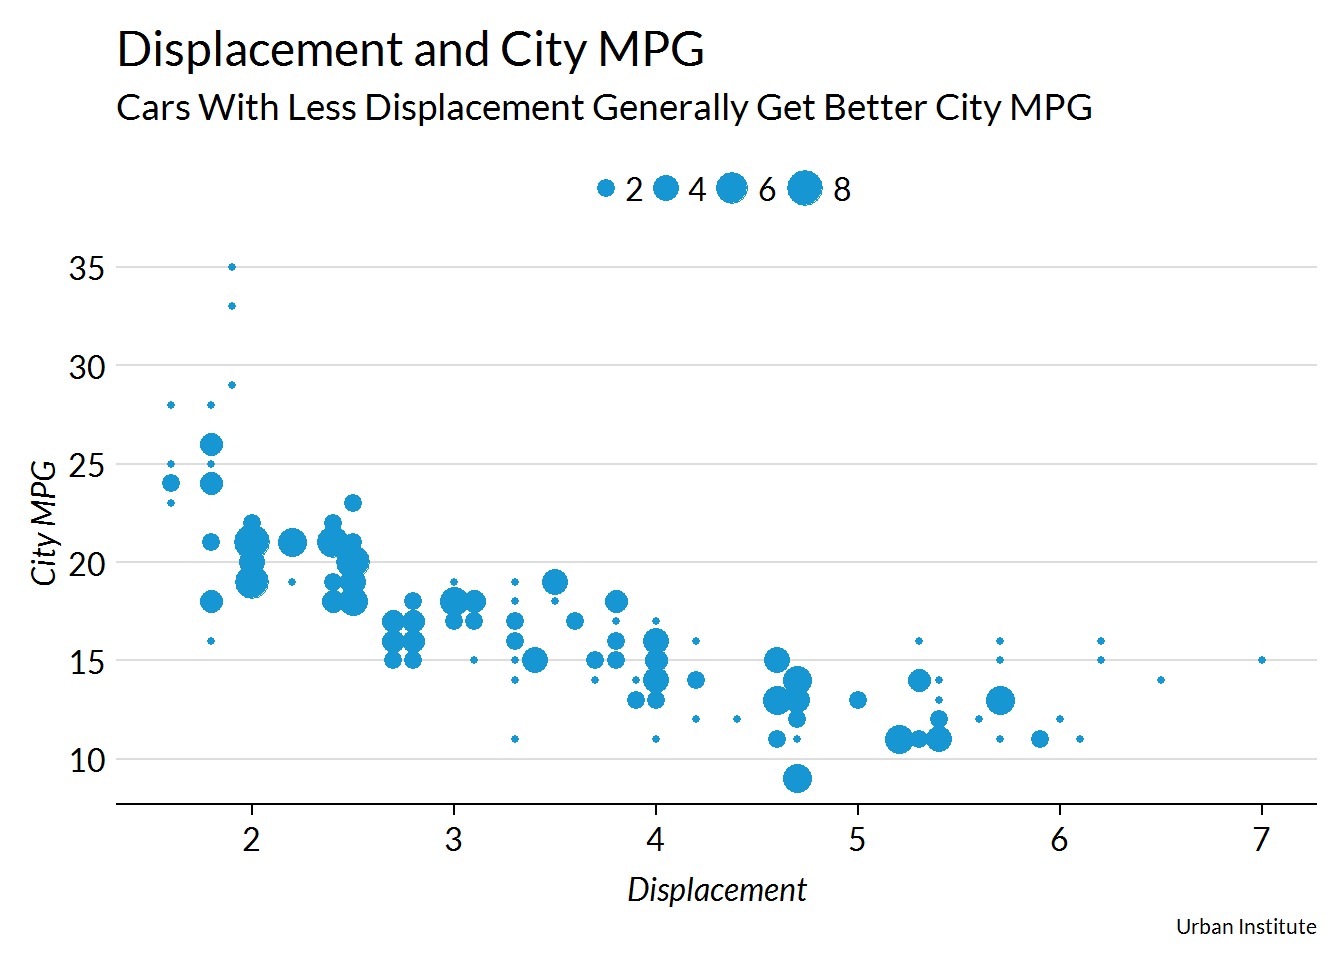 Displacement and City MPG
Cars With Less Displacement Generally Get Better City MPG
2 4 6 8
City MPG
35
30
25
20
15
10
2 3 4 5 6 7
Displacement
Urban Institute